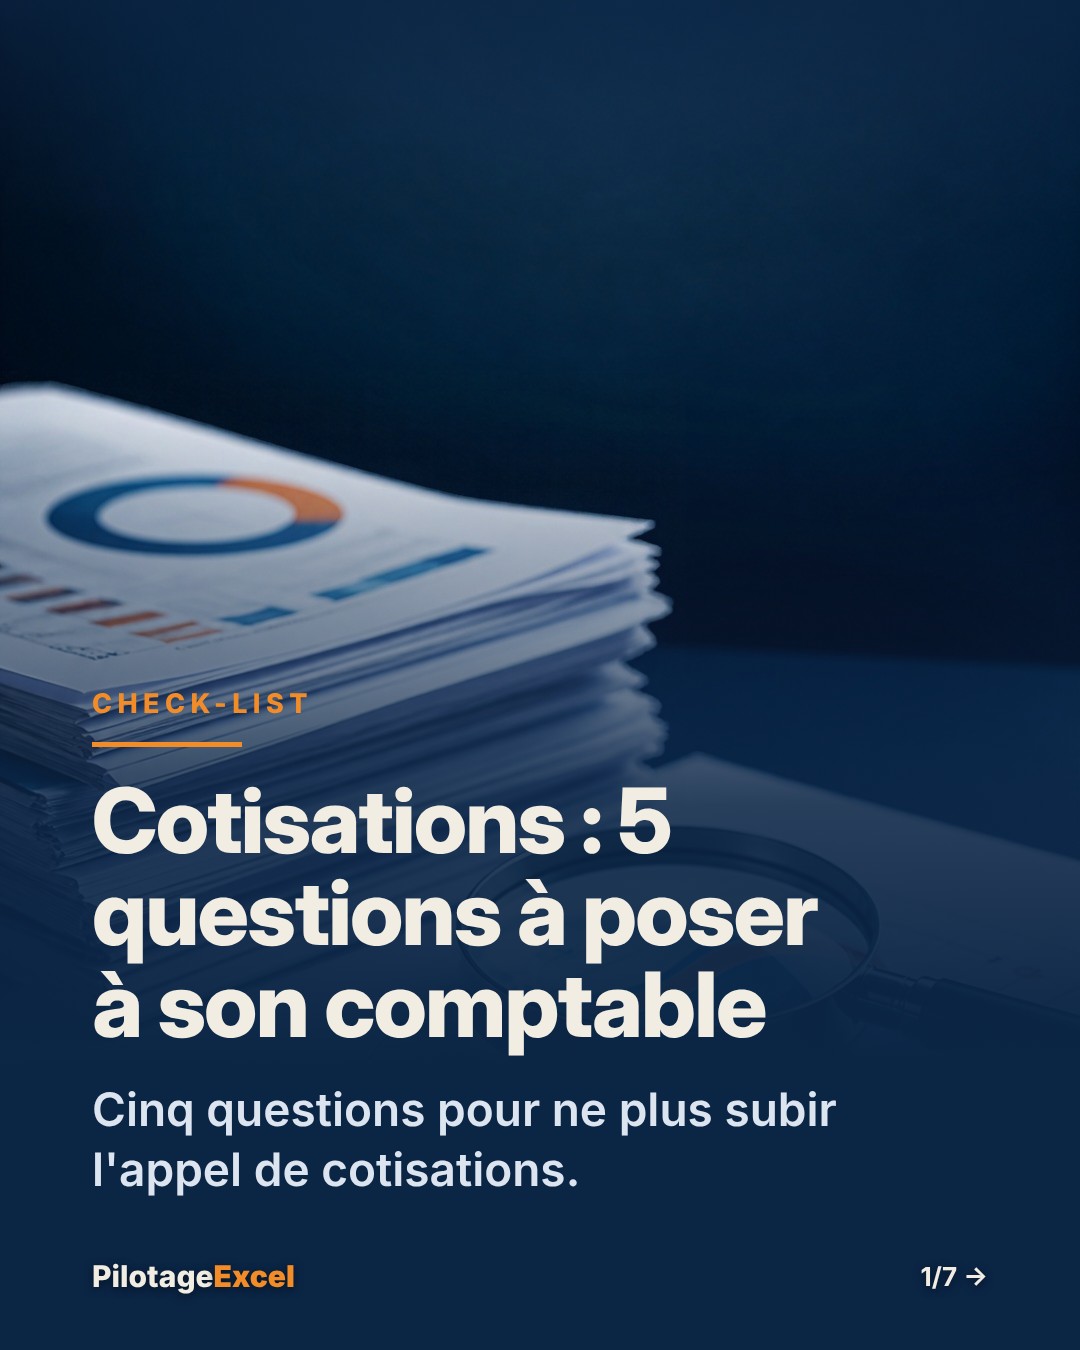 CHECK-LIST
Cotisations : 5
questions à poser
à son comptable
Cinq questions pour ne plus subir
l'appel de cotisations.
PilotageExcel
1/7 →